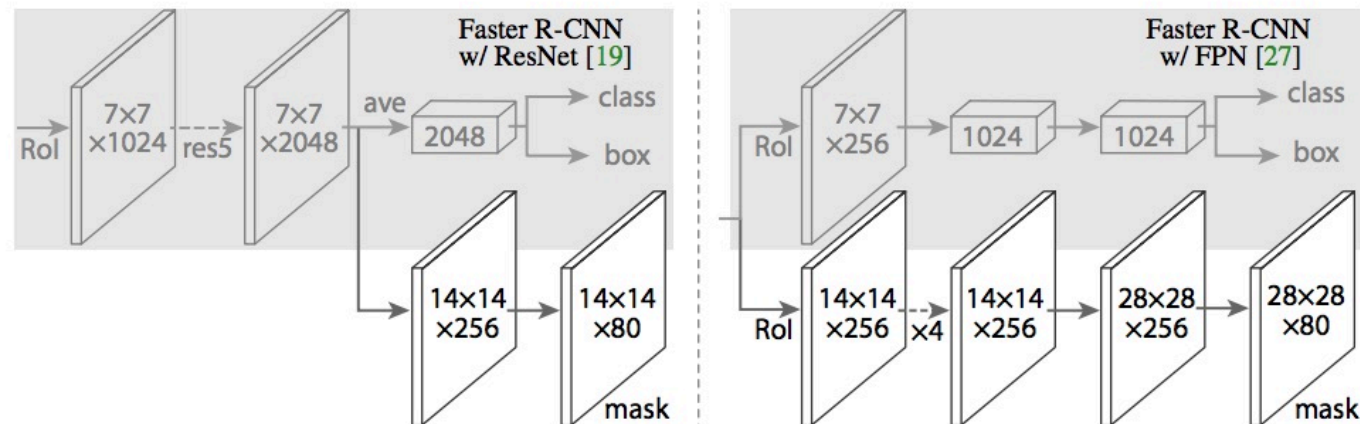 Faster R-CNN
w/ ResNet [19]
RoI
7×7
×1024
res5
7×7
×2048
ave
2048
class
box
14×14
×256
14×14
×80
mask
Faster R-CNN
w/ FPN [27]
RoI
7×7
×256
1024
1024
class
box
RoI
14×14
×256
×4
14×14
×256
28×28
×256
28×28
×80
mask